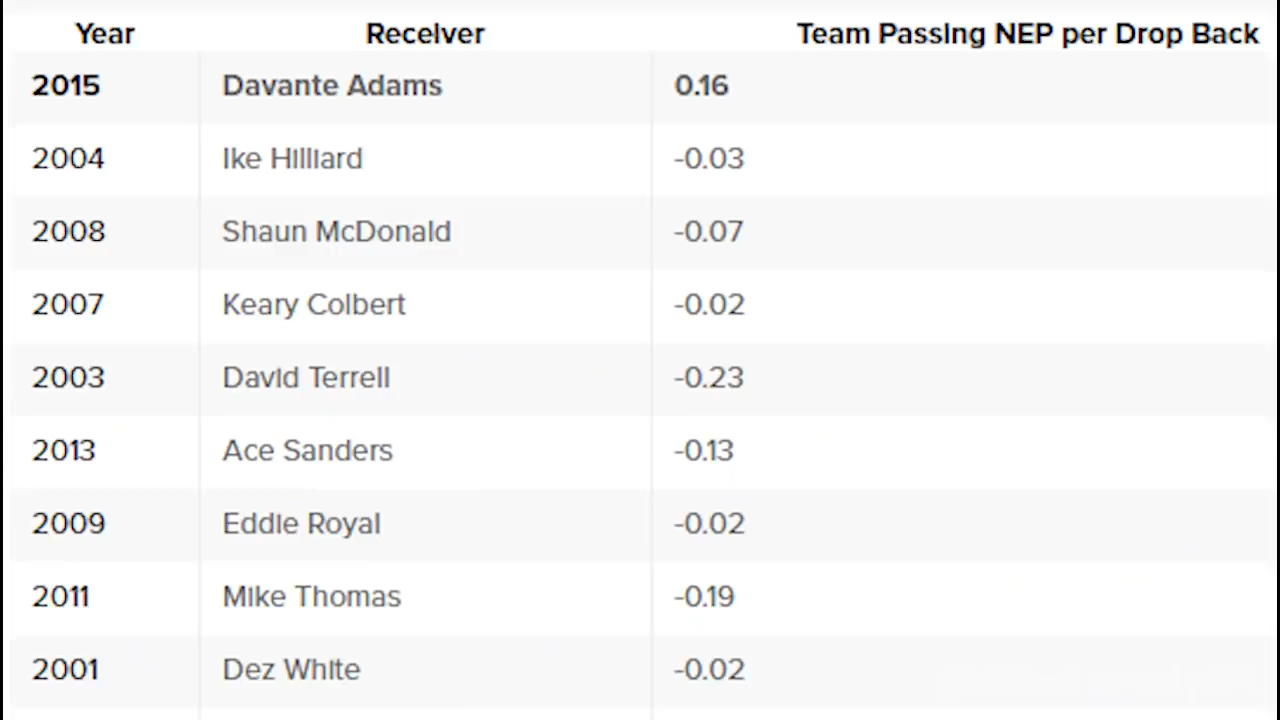 Year Receiver Team Passing NEP per Drop Back
2015 Davante Adams 0.16
2004 Ike Hilliard -0.03
2008 Shaun McDonald -0.07
2007 Keary Colbert -0.02
2003 David Terrell -0.23
2013 Ace Sanders -0.13
2009 Eddie Royal -0.02
2011 Mike Thomas -0.19
2001 Dez White -0.02